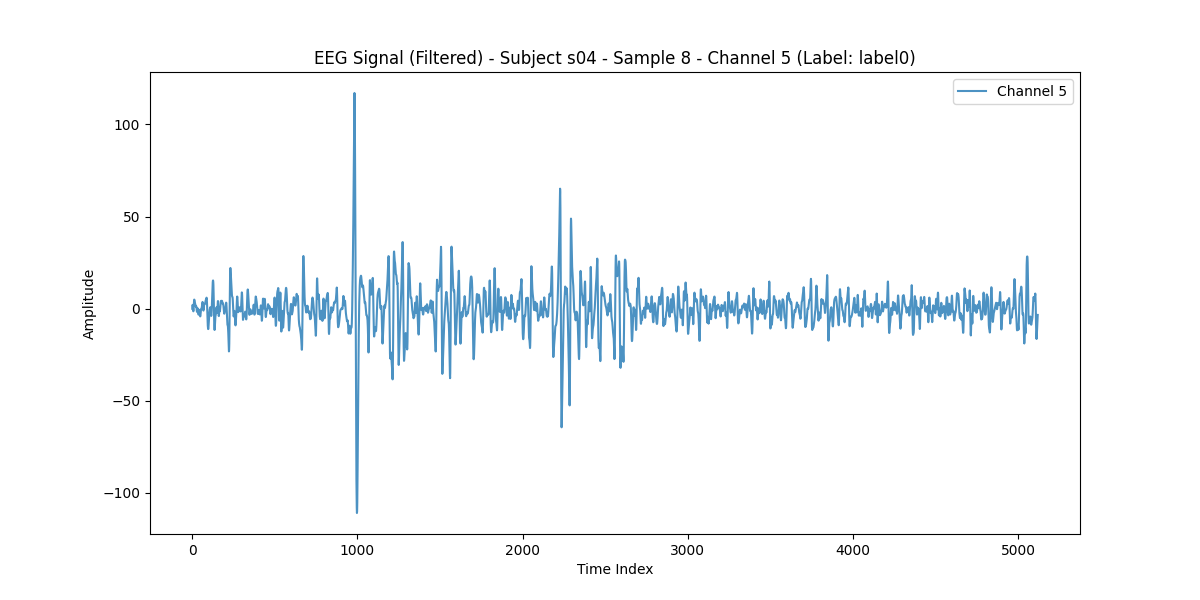 EEG Signal (Filtered) - Subject s04 - Sample 8 - Channel 5 (Label: label0)
Channel 5
100
50
0
−50
−100
Amplitude
0 1000 2000 3000 4000 5000
Time Index